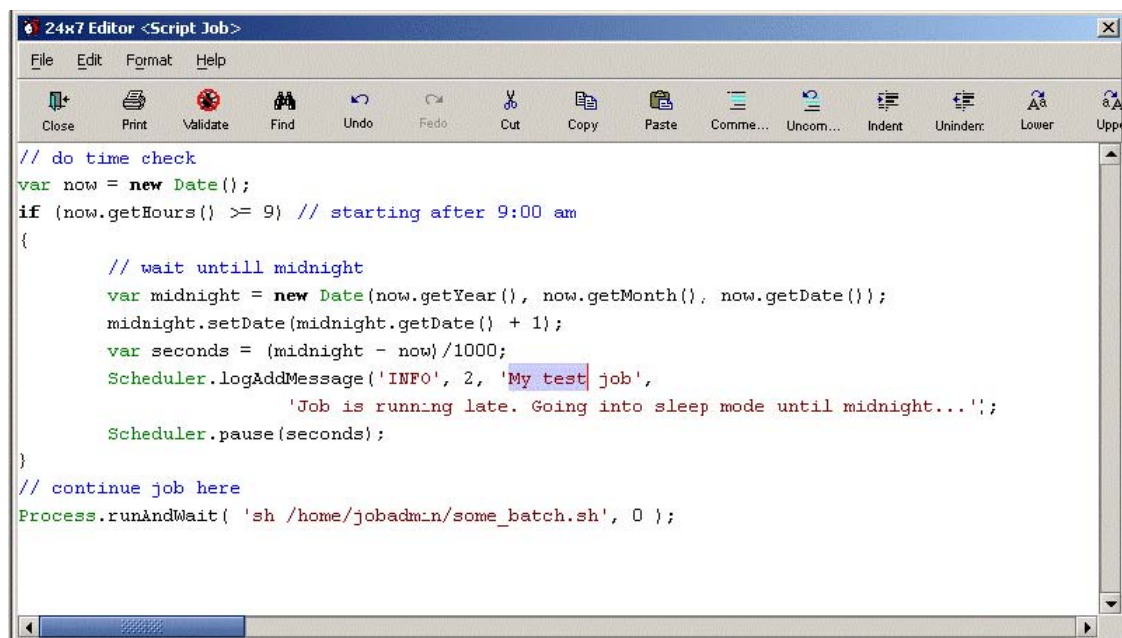 24x7 Editor <Script Job>
File Edit Format Help
Close Print Validate Find Undo Redo Cut Copy Paste Comme... Uncom... Indent Unindent Lower Uppe
// do time check
var now = new Date();
if (now.getHours() >= 9) // starting after 9:00 am
{
// wait untill midnight
var midnight = new Date(now.getYear(), now.getMonth(), now.getDate());
midnight.setDate(midnight.getDate() + 1);
var seconds = (midnight - now)/1000;
Scheduler.logAddMessage('INFO', 2, 'My test job',
'Job is running late. Going into sleep mode until midnight...');
Scheduler.pause(seconds);
}
// continue job here
Process.runAndWait( 'sh /home/jobadmin/some_batch.sh', 0 );